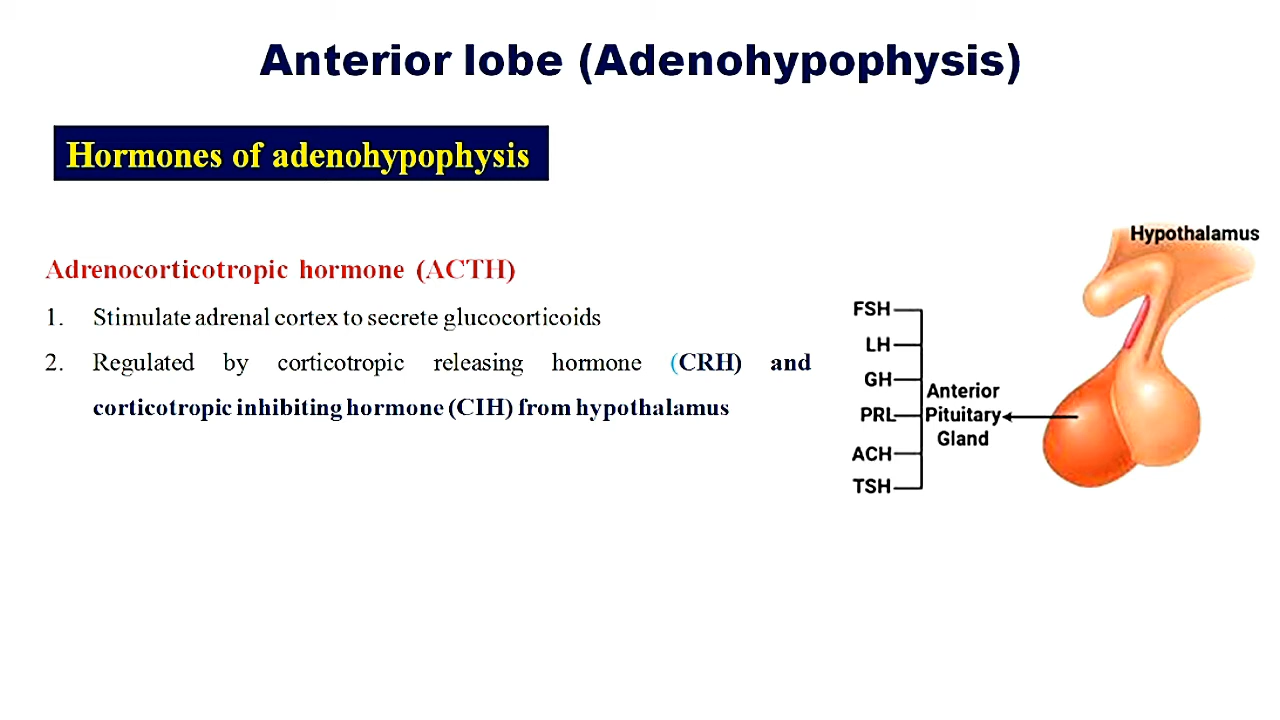 Anterior lobe (Adenohypophysis)
Hormones of adenohypophysis
Adrenocorticotropic hormone (ACTH)
1. Stimulate adrenal cortex to secrete glucocorticoids
2. Regulated by corticotropic releasing hormone (CRH) and
corticotropic inhibiting hormone (CIH) from hypothalamus
Hypothalamus
FSH
LH
GH
PRL
ACH
TSH
Anterior
Pituitary
Gland